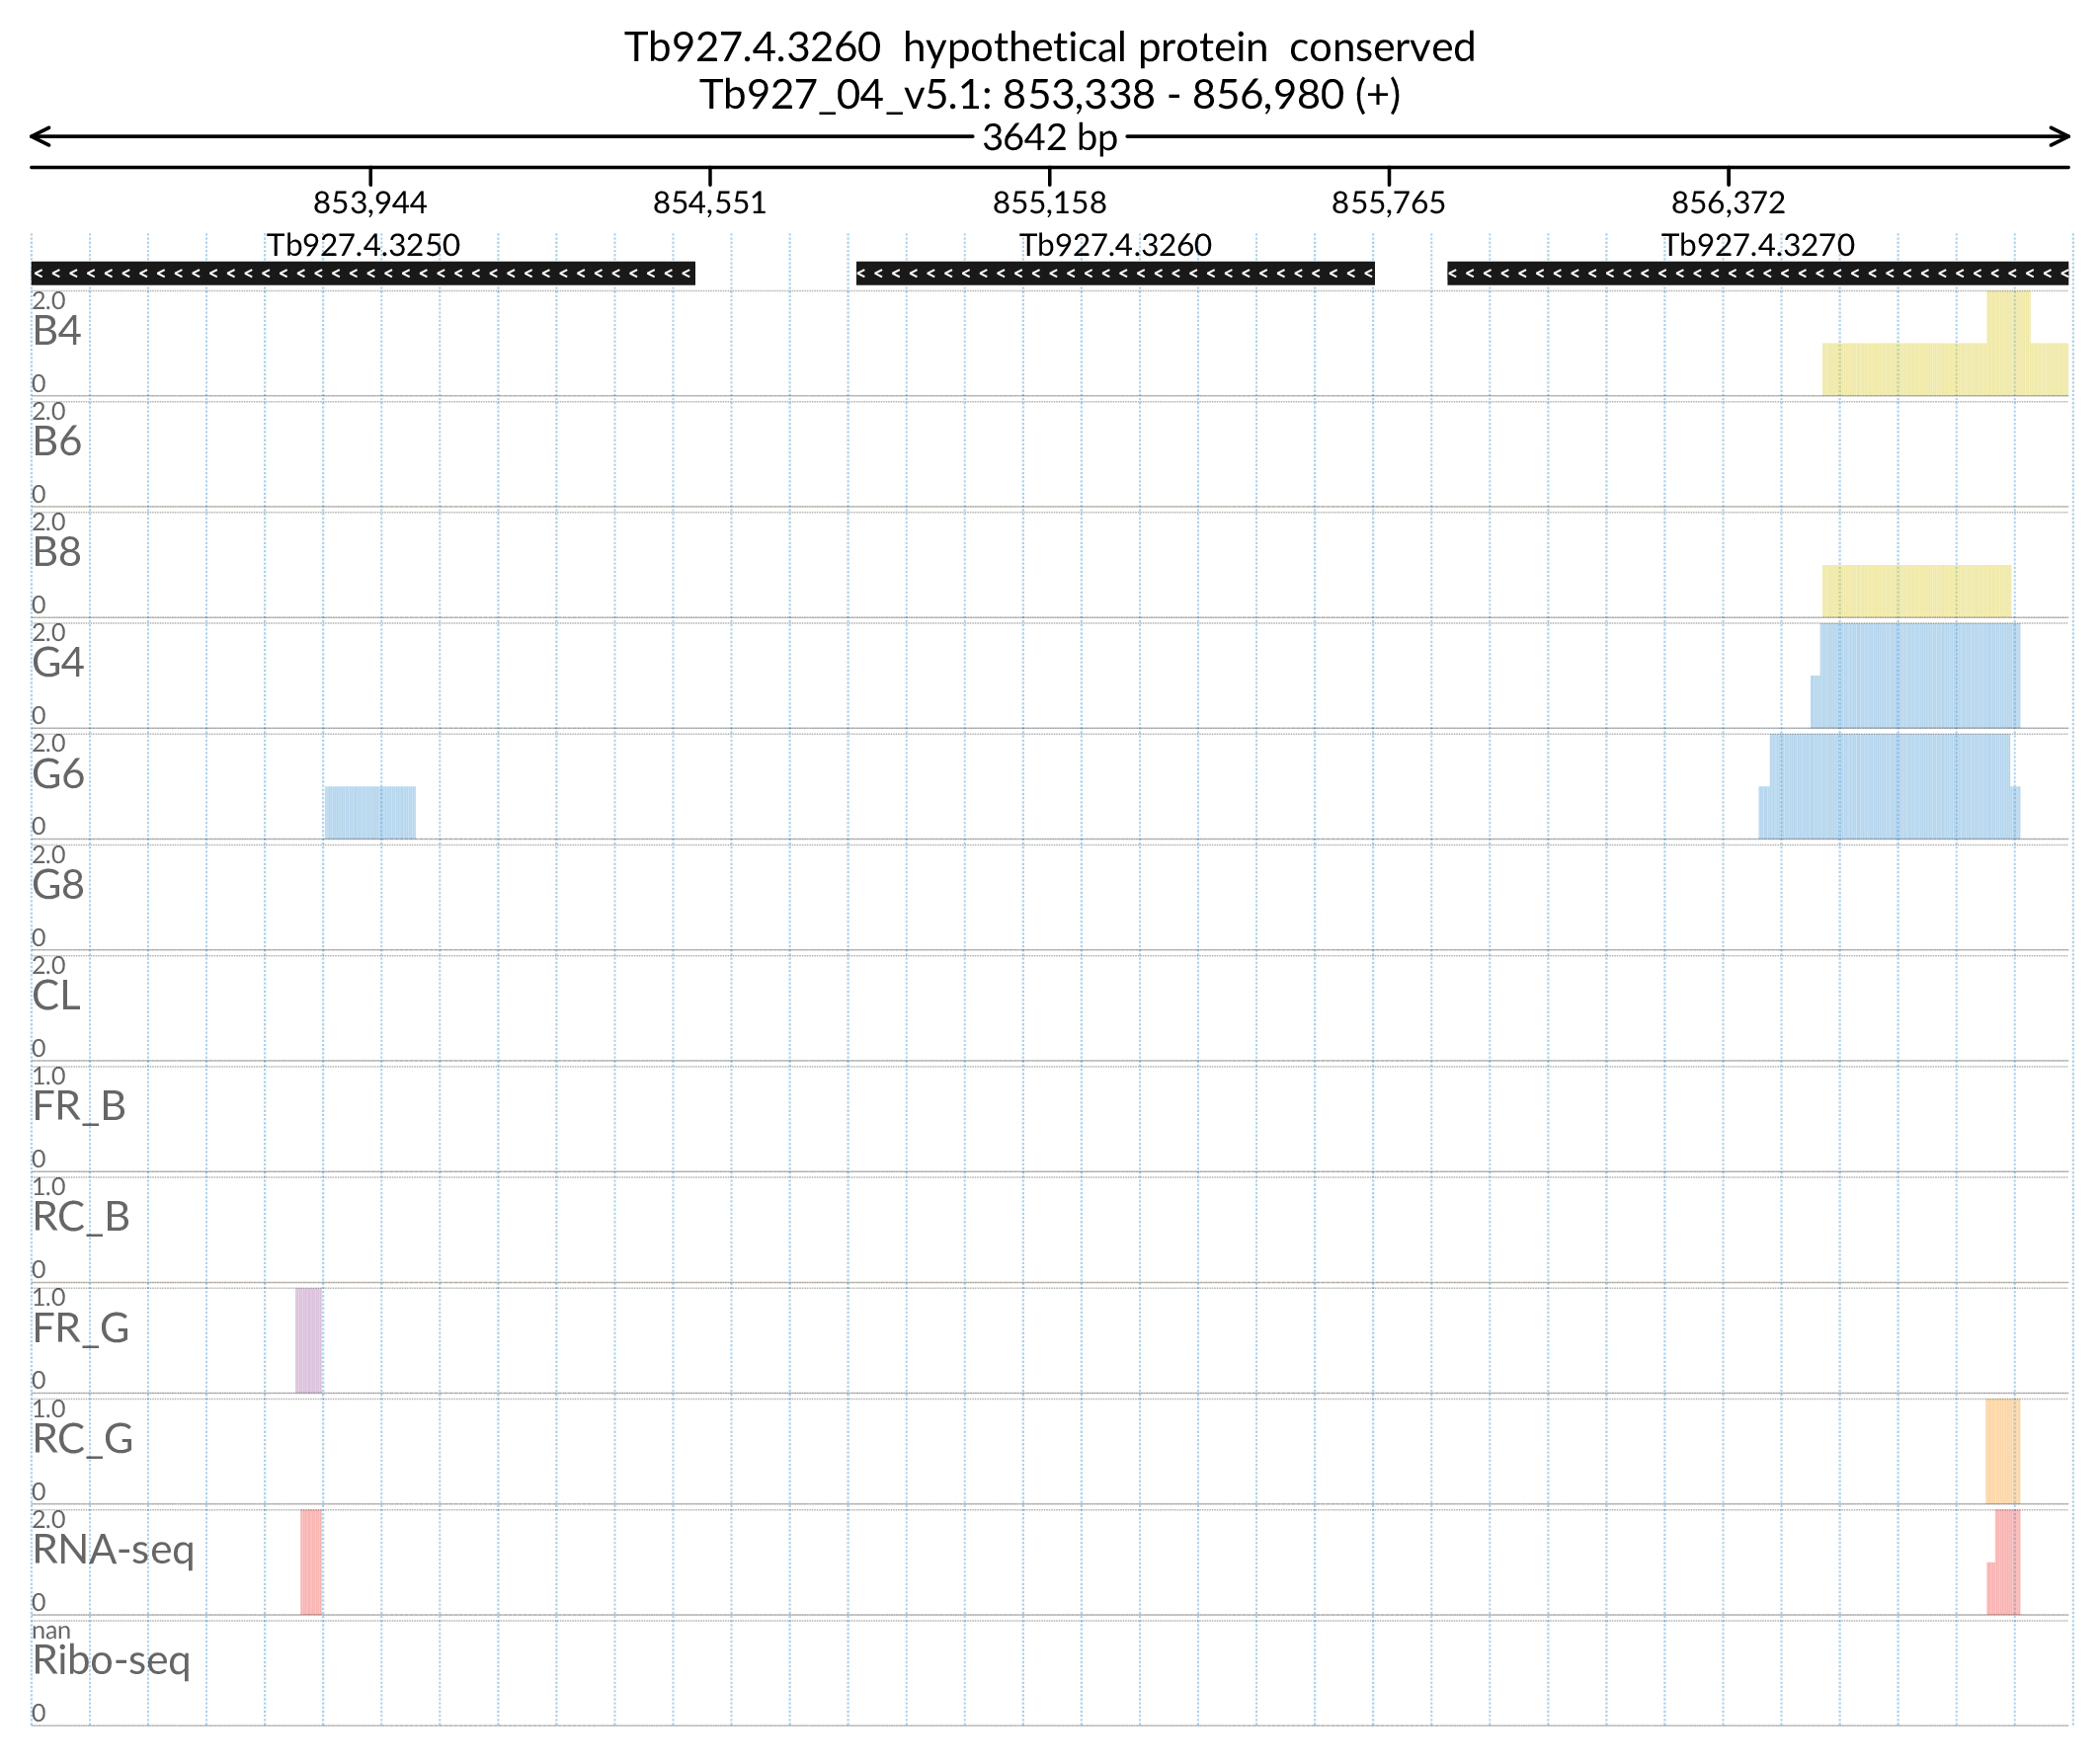 Tb927.4.3260 hypothetical protein conserved
Tb927_04_v5.1: 853,338 - 856,980 (+)
3642 bp
853,944 854,551 855,158 855,765 856,372
Tb927.4.3250 Tb927.4.3260 Tb927.4.3270
2.0
B4
0
2.0
B6
0
2.0
B8
0
2.0
G4
0
2.0
G6
0
2.0
G8
0
2.0
CL
0
1.0
FR_B
0
1.0
RC_B
0
1.0
FR_G
0
1.0
RC_G
0
2.0
RNA-seq
0
nan
Ribo-seq
0